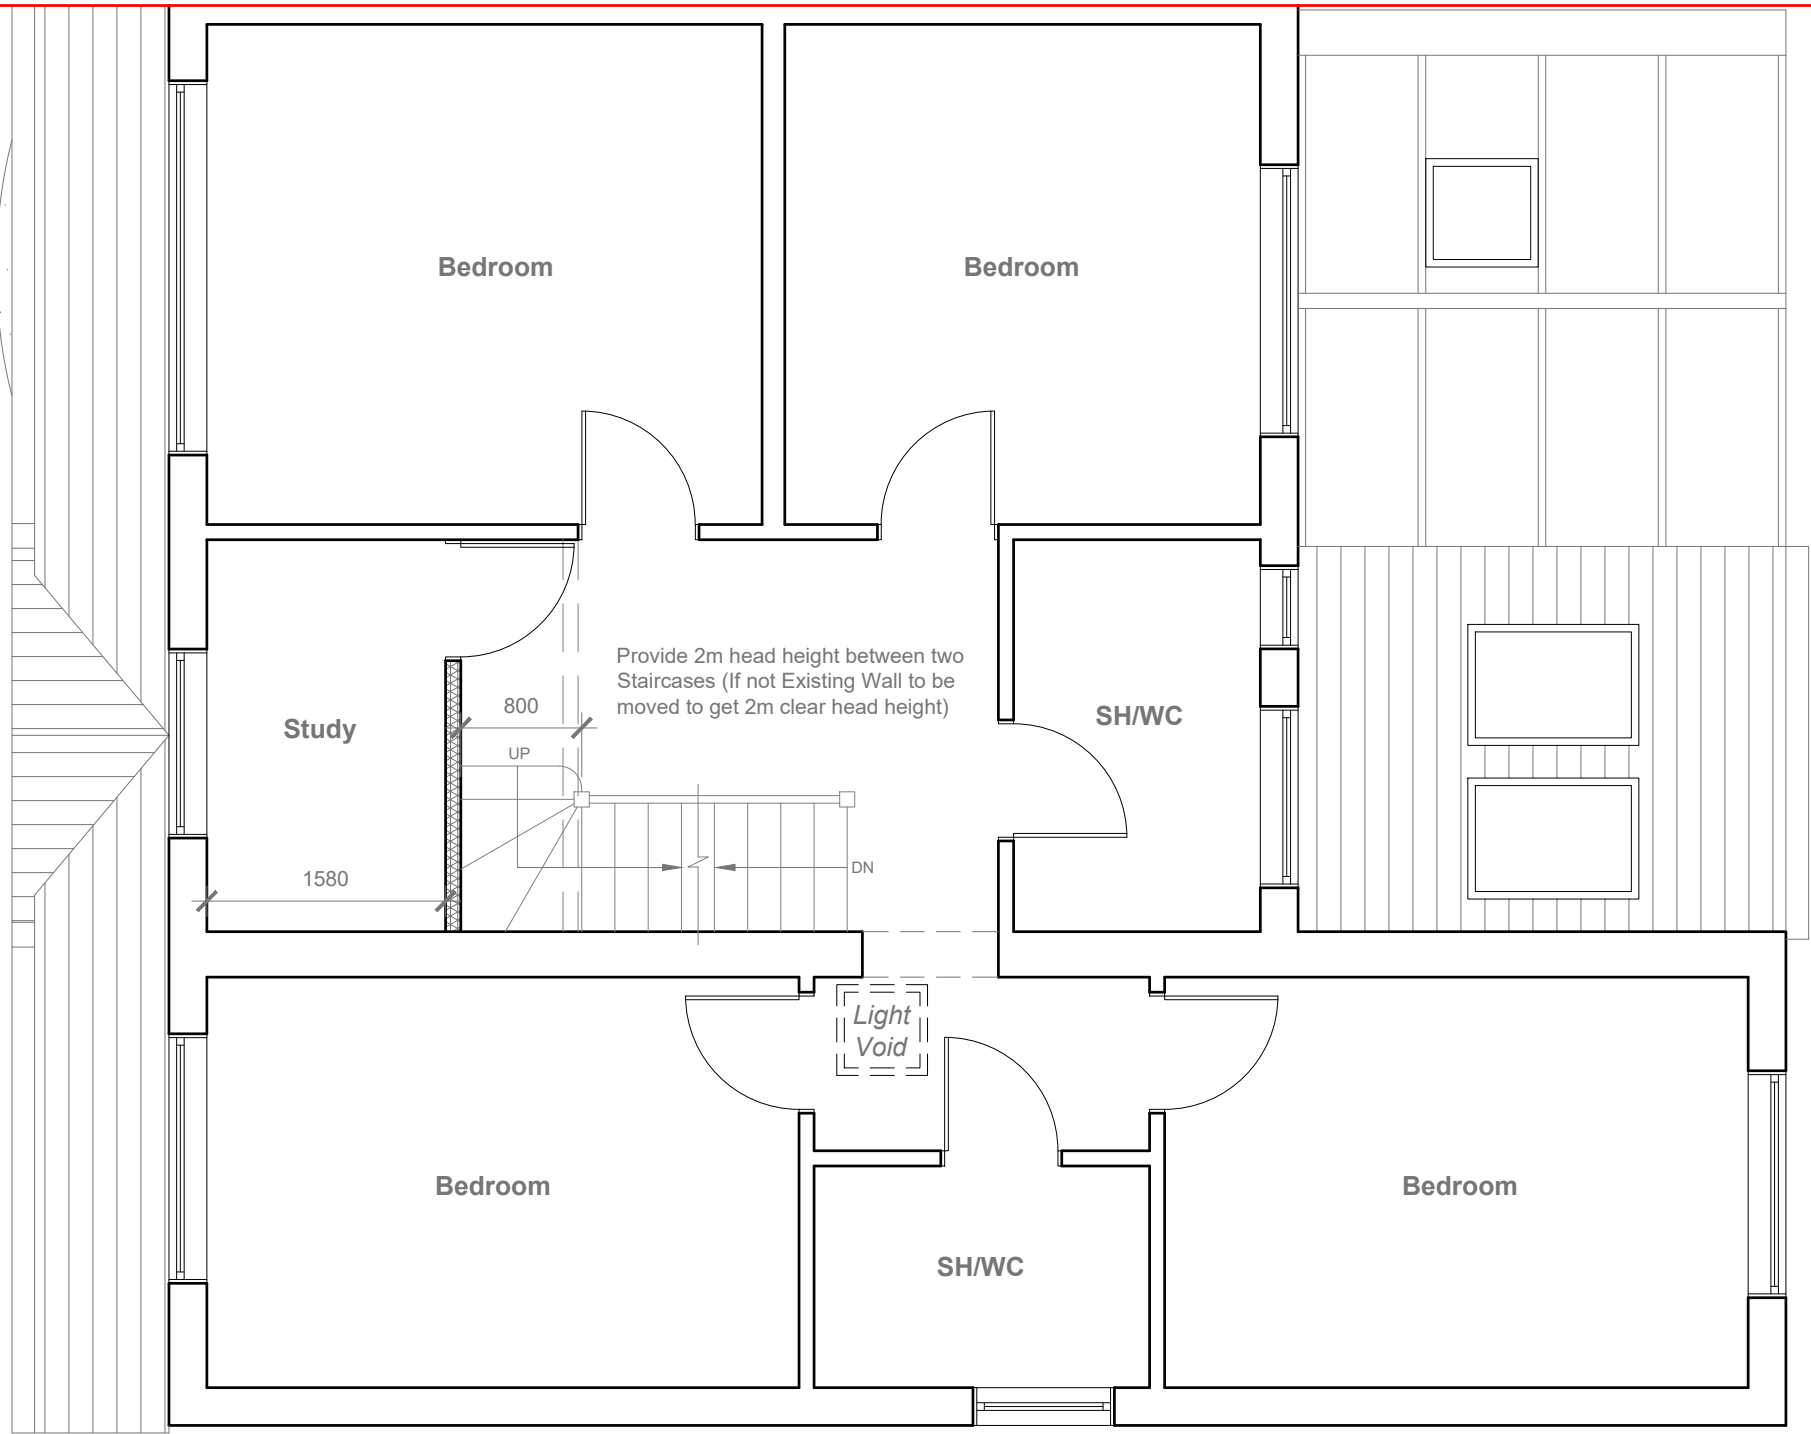 Bedroom
Bedroom
Provide 2m head height between two
Staircases (If not Existing Wall to be
moved to get 2m clear head height)
800
Study
SH/WC
UP
DN
1580
Light
Void
Bedroom
Bedroom
SH/WC